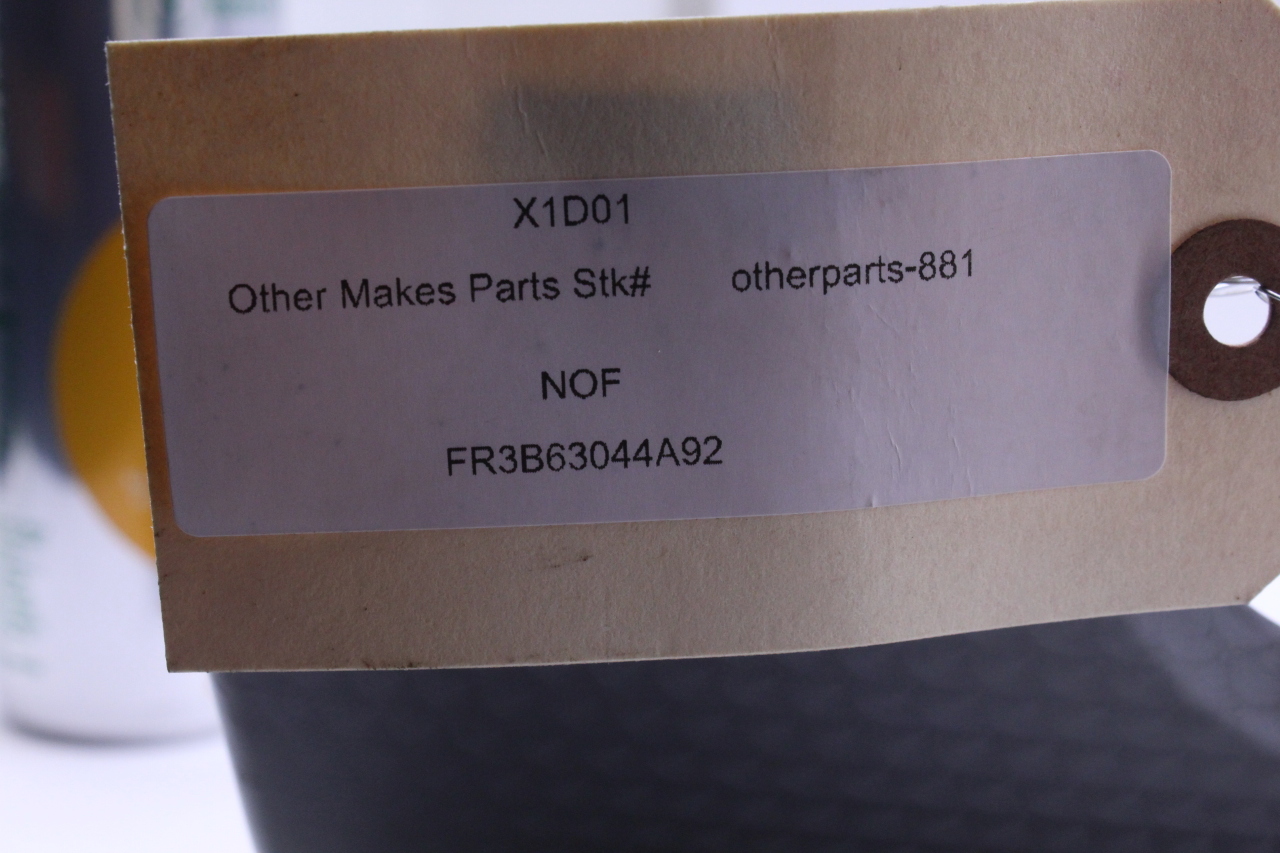 X1D01
Other Makes Parts Stk# otherparts-881
NOF
FR3B63044A92